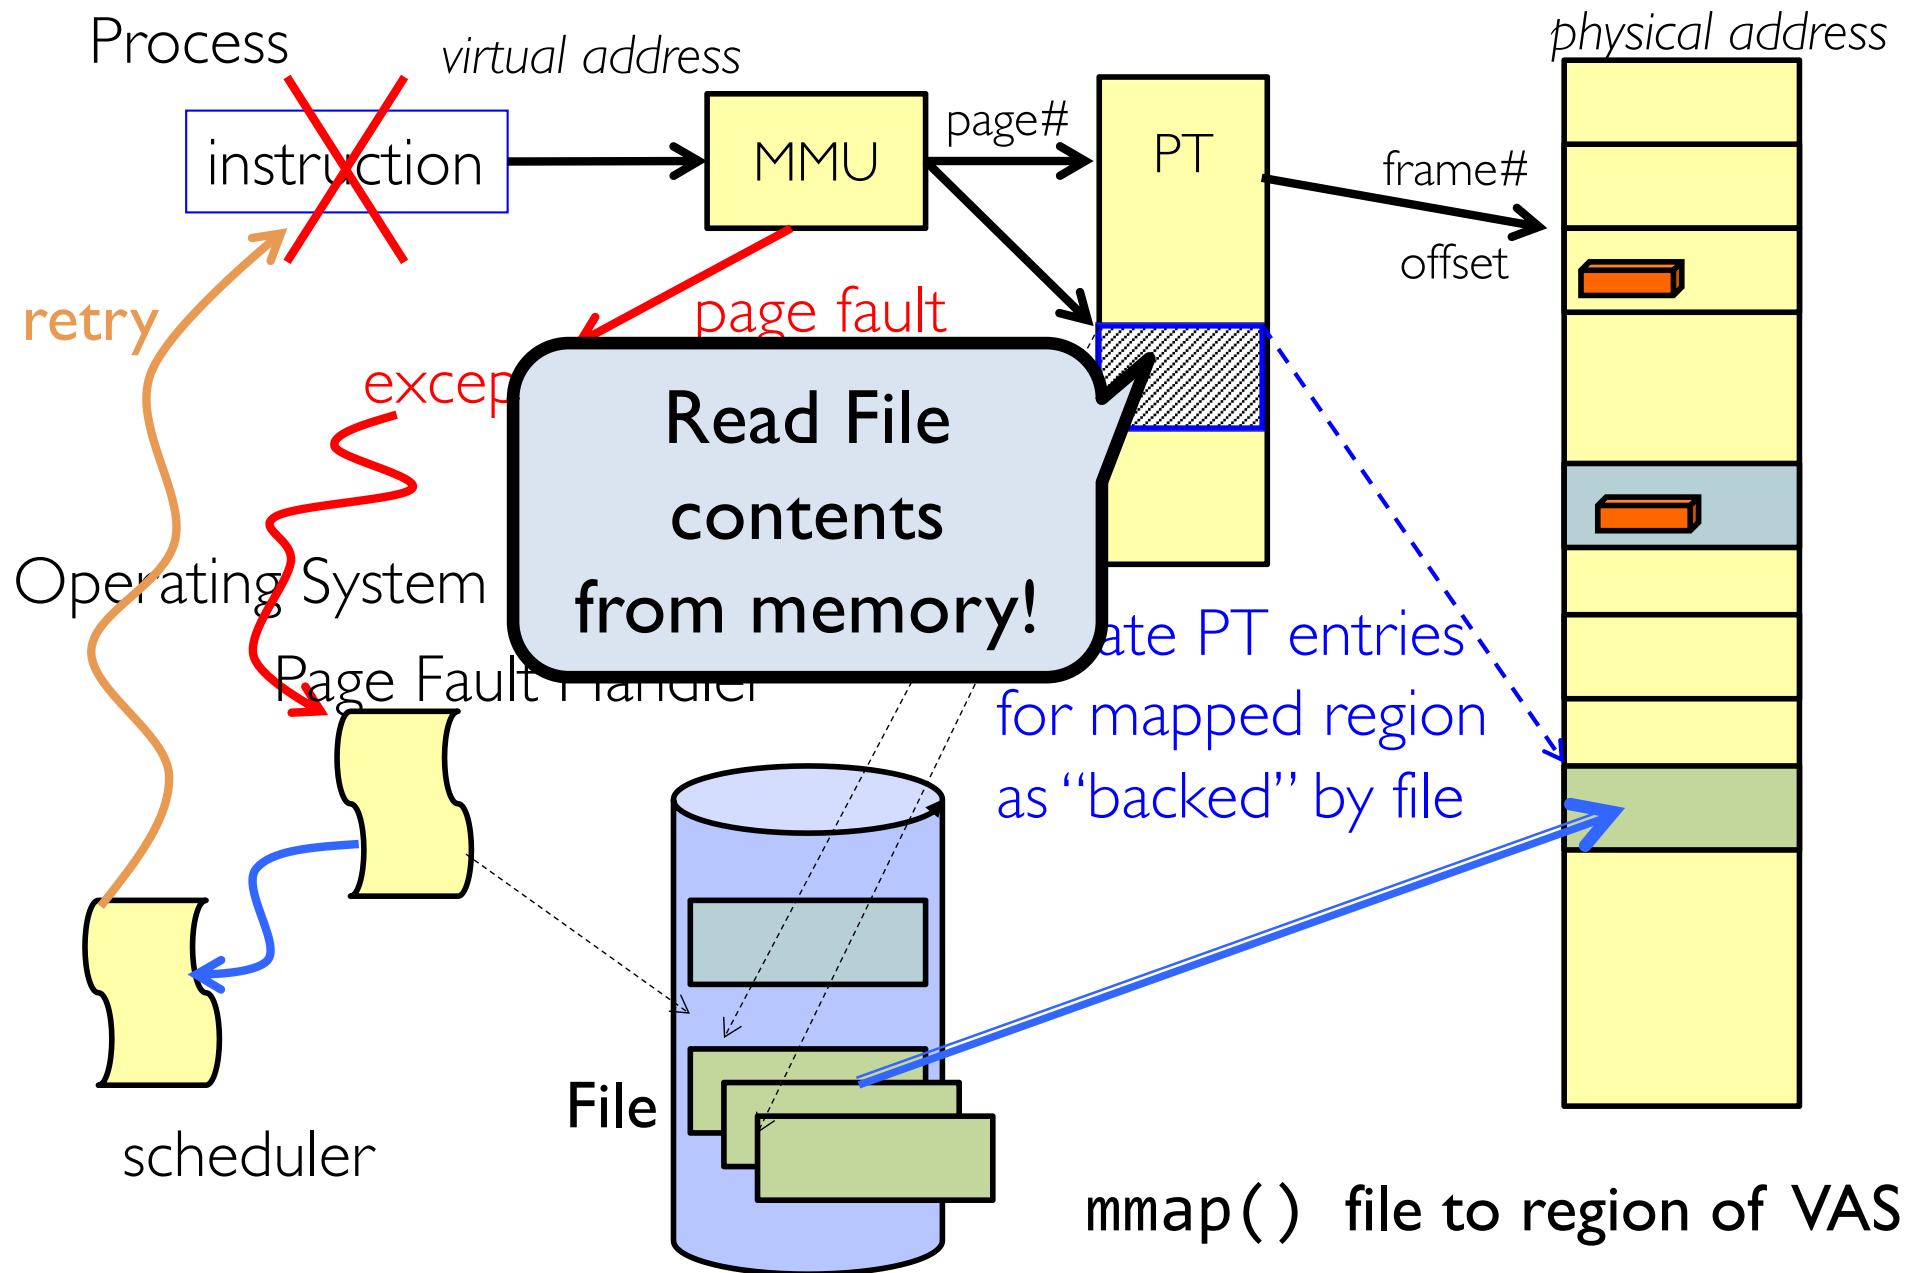 Process
virtual address
physical address
instruction
MMU
page#
PT
frame#
offset
retry
page fault
excep
Read File
contents
from memory!
Operating System
Page Fault Handler
ate PT entries
for mapped region
as “backed” by file
File
scheduler
mmap() file to region of VAS